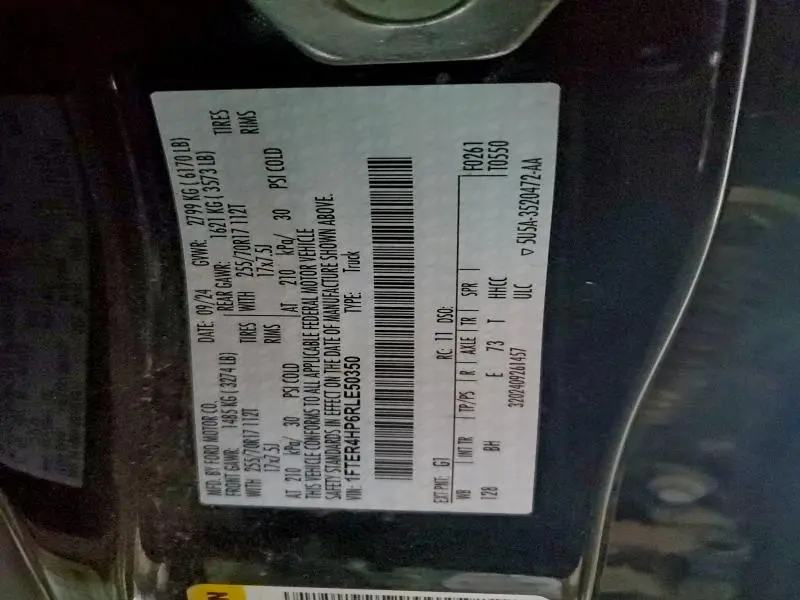 MFD. BY FORD MOTOR CO.
DATE: 09/24 GVWR: 2799 KG ( 6170 LB)
FRONT GAWR: 1485 KG ( 3274 LB) REAR GAWR: 1621 KG ( 3573 LB)
WITH 255/70R17 112T TIRES WITH 255/70R17 112T TIRES
17x7.5J RIMS 17x7.5J RIMS
AT 210 kPa/ 30 PSI COLD AT 210 kPa/ 30 PSI COLD
THIS VEHICLE CONFORMS TO ALL APPLICABLE FEDERAL MOTOR VEHICLE
SAFETY STANDARDS IN EFFECT ON THE DATE OF MANUFACTURE SHOWN ABOVE.
VIN: 1FTER4HP6RLE50350 TYPE: Truck
EXT PNT: G1 RC: 11 DSO: F0261
WB INT TR TP/PS R AXLE TR SPR T0550
128 BH E 73 T HHCC
3202409261457 ULC
▽ 5U5A-3520472-AA